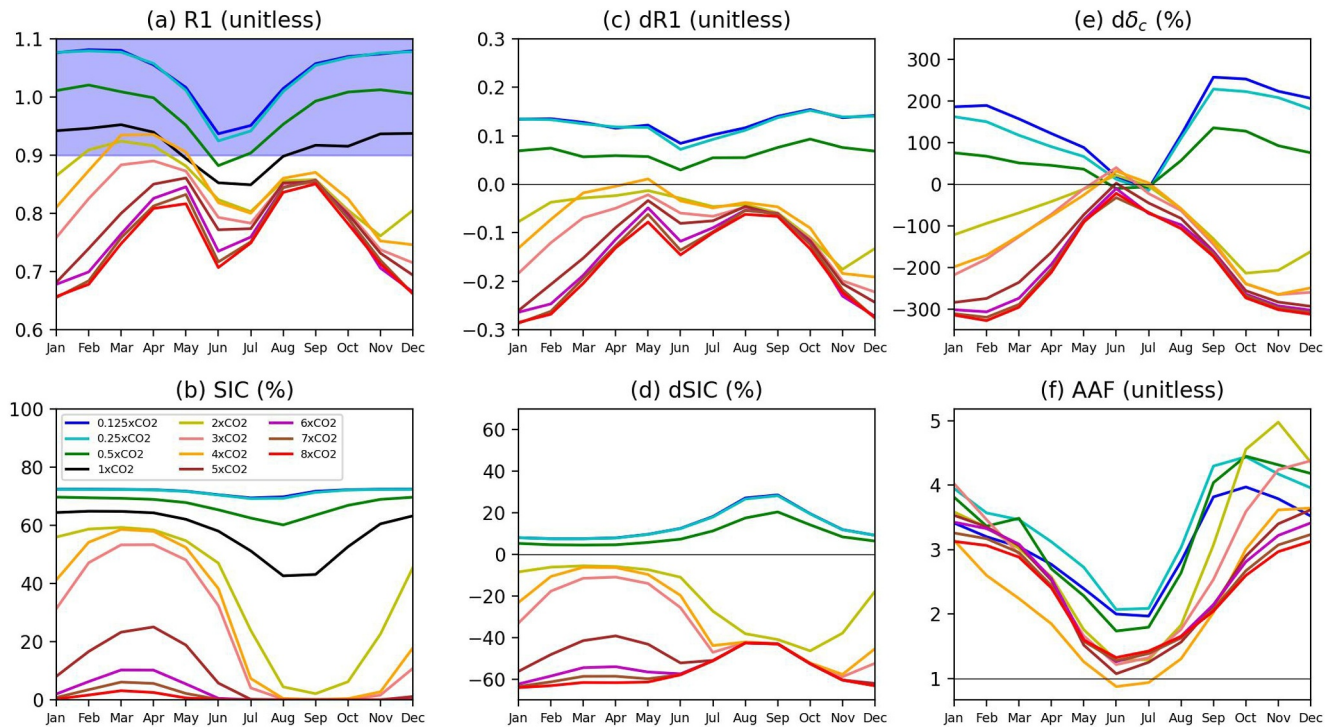 (a) R1 (unitless)
1.1
1.0
0.9
0.8
0.7
0.6
Jan Feb Mar Apr May Jun Jul Aug Sep Oct Nov Dec
(c) dR1 (unitless)
0.3
0.2
0.1
0.0
−0.1
−0.2
−0.3
Jan Feb Mar Apr May Jun Jul Aug Sep Oct Nov Dec
(e) dδc (%)
300
200
100
0
−100
−200
−300
Jan Feb Mar Apr May Jun Jul Aug Sep Oct Nov Dec
(b) SIC (%)
100
80
60
40
20
0
0.125xCO2
0.25xCO2
0.5xCO2
1xCO2
2xCO2
3xCO2
4xCO2
5xCO2
6xCO2
7xCO2
8xCO2
Jan Feb Mar Apr May Jun Jul Aug Sep Oct Nov Dec
(d) dSIC (%)
60
40
20
0
−20
−40
−60
Jan Feb Mar Apr May Jun Jul Aug Sep Oct Nov Dec
(f) AAF (unitless)
5
4
3
2
1
Jan Feb Mar Apr May Jun Jul Aug Sep Oct Nov Dec